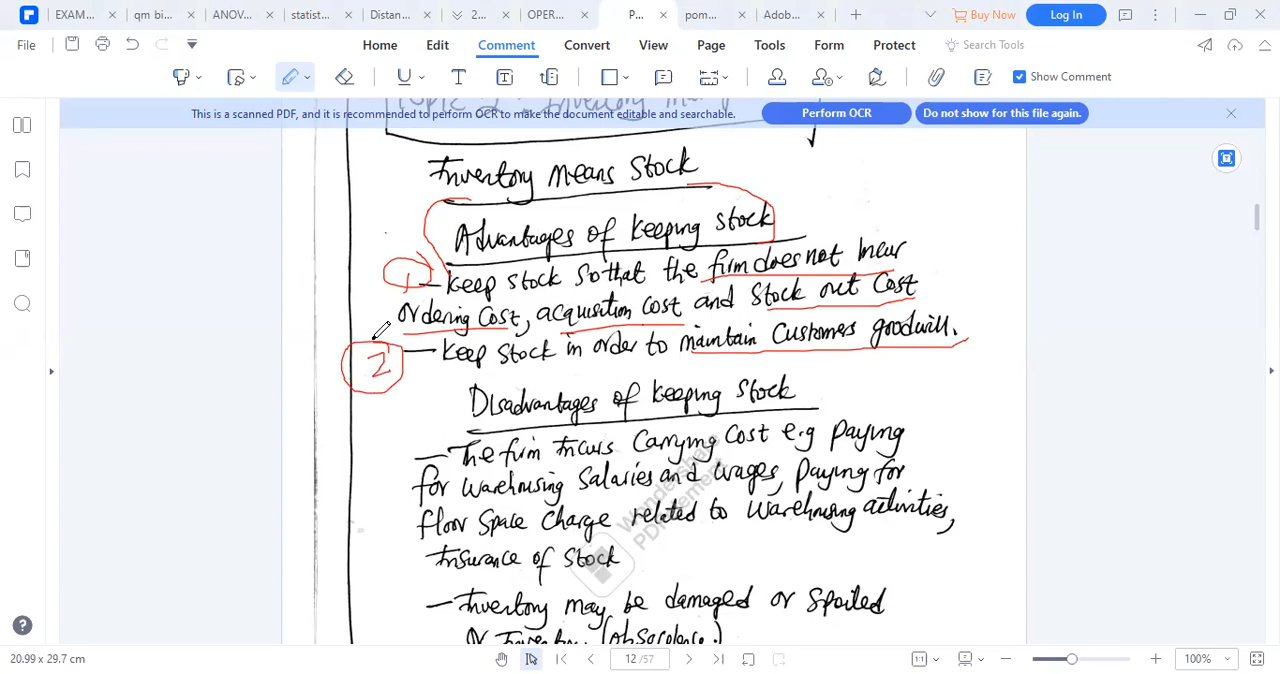 EXAM...
qm bi...
ANOV...
statist...
Distan...
2...
OPER...
P...
pom...
Adob...
Buy Now
Log In
File
Home
Edit
Comment
Convert
View
Page
Tools
Form
Protect
Search Tools
Show Comment
This is a scanned PDF, and it is recommended to perform OCR to make the document editable and searchable.
Perform OCR
Do not show for this file again.
Inventory means Stock
Advantages of keeping stock
1 — keep stock so that the firm does not incur
ordering cost, acquisition cost and stock out cost
2 — keep stock in order to maintain customers goodwill.
Disadvantages of keeping stock
— The firm incurs carrying cost e.g paying
for warehousing salaries and wages, paying for
floor space charge related to warehousing activities,
Insurance of stock
— Inventory may be damaged or spoiled
Wondershare
PDFelement
20.99 x 29.7 cm
12 /57
1:1
100%